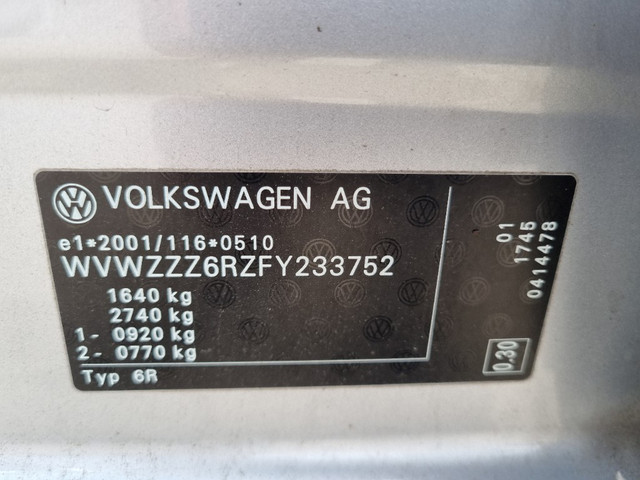 VOLKSWAGEN AG
e1*2001/116*0510
WVWZZZ6RZFY233752
1640 kg
2740 kg
1- 0920 kg
2- 0770 kg
Typ 6R
01
1745
0414478
0.30